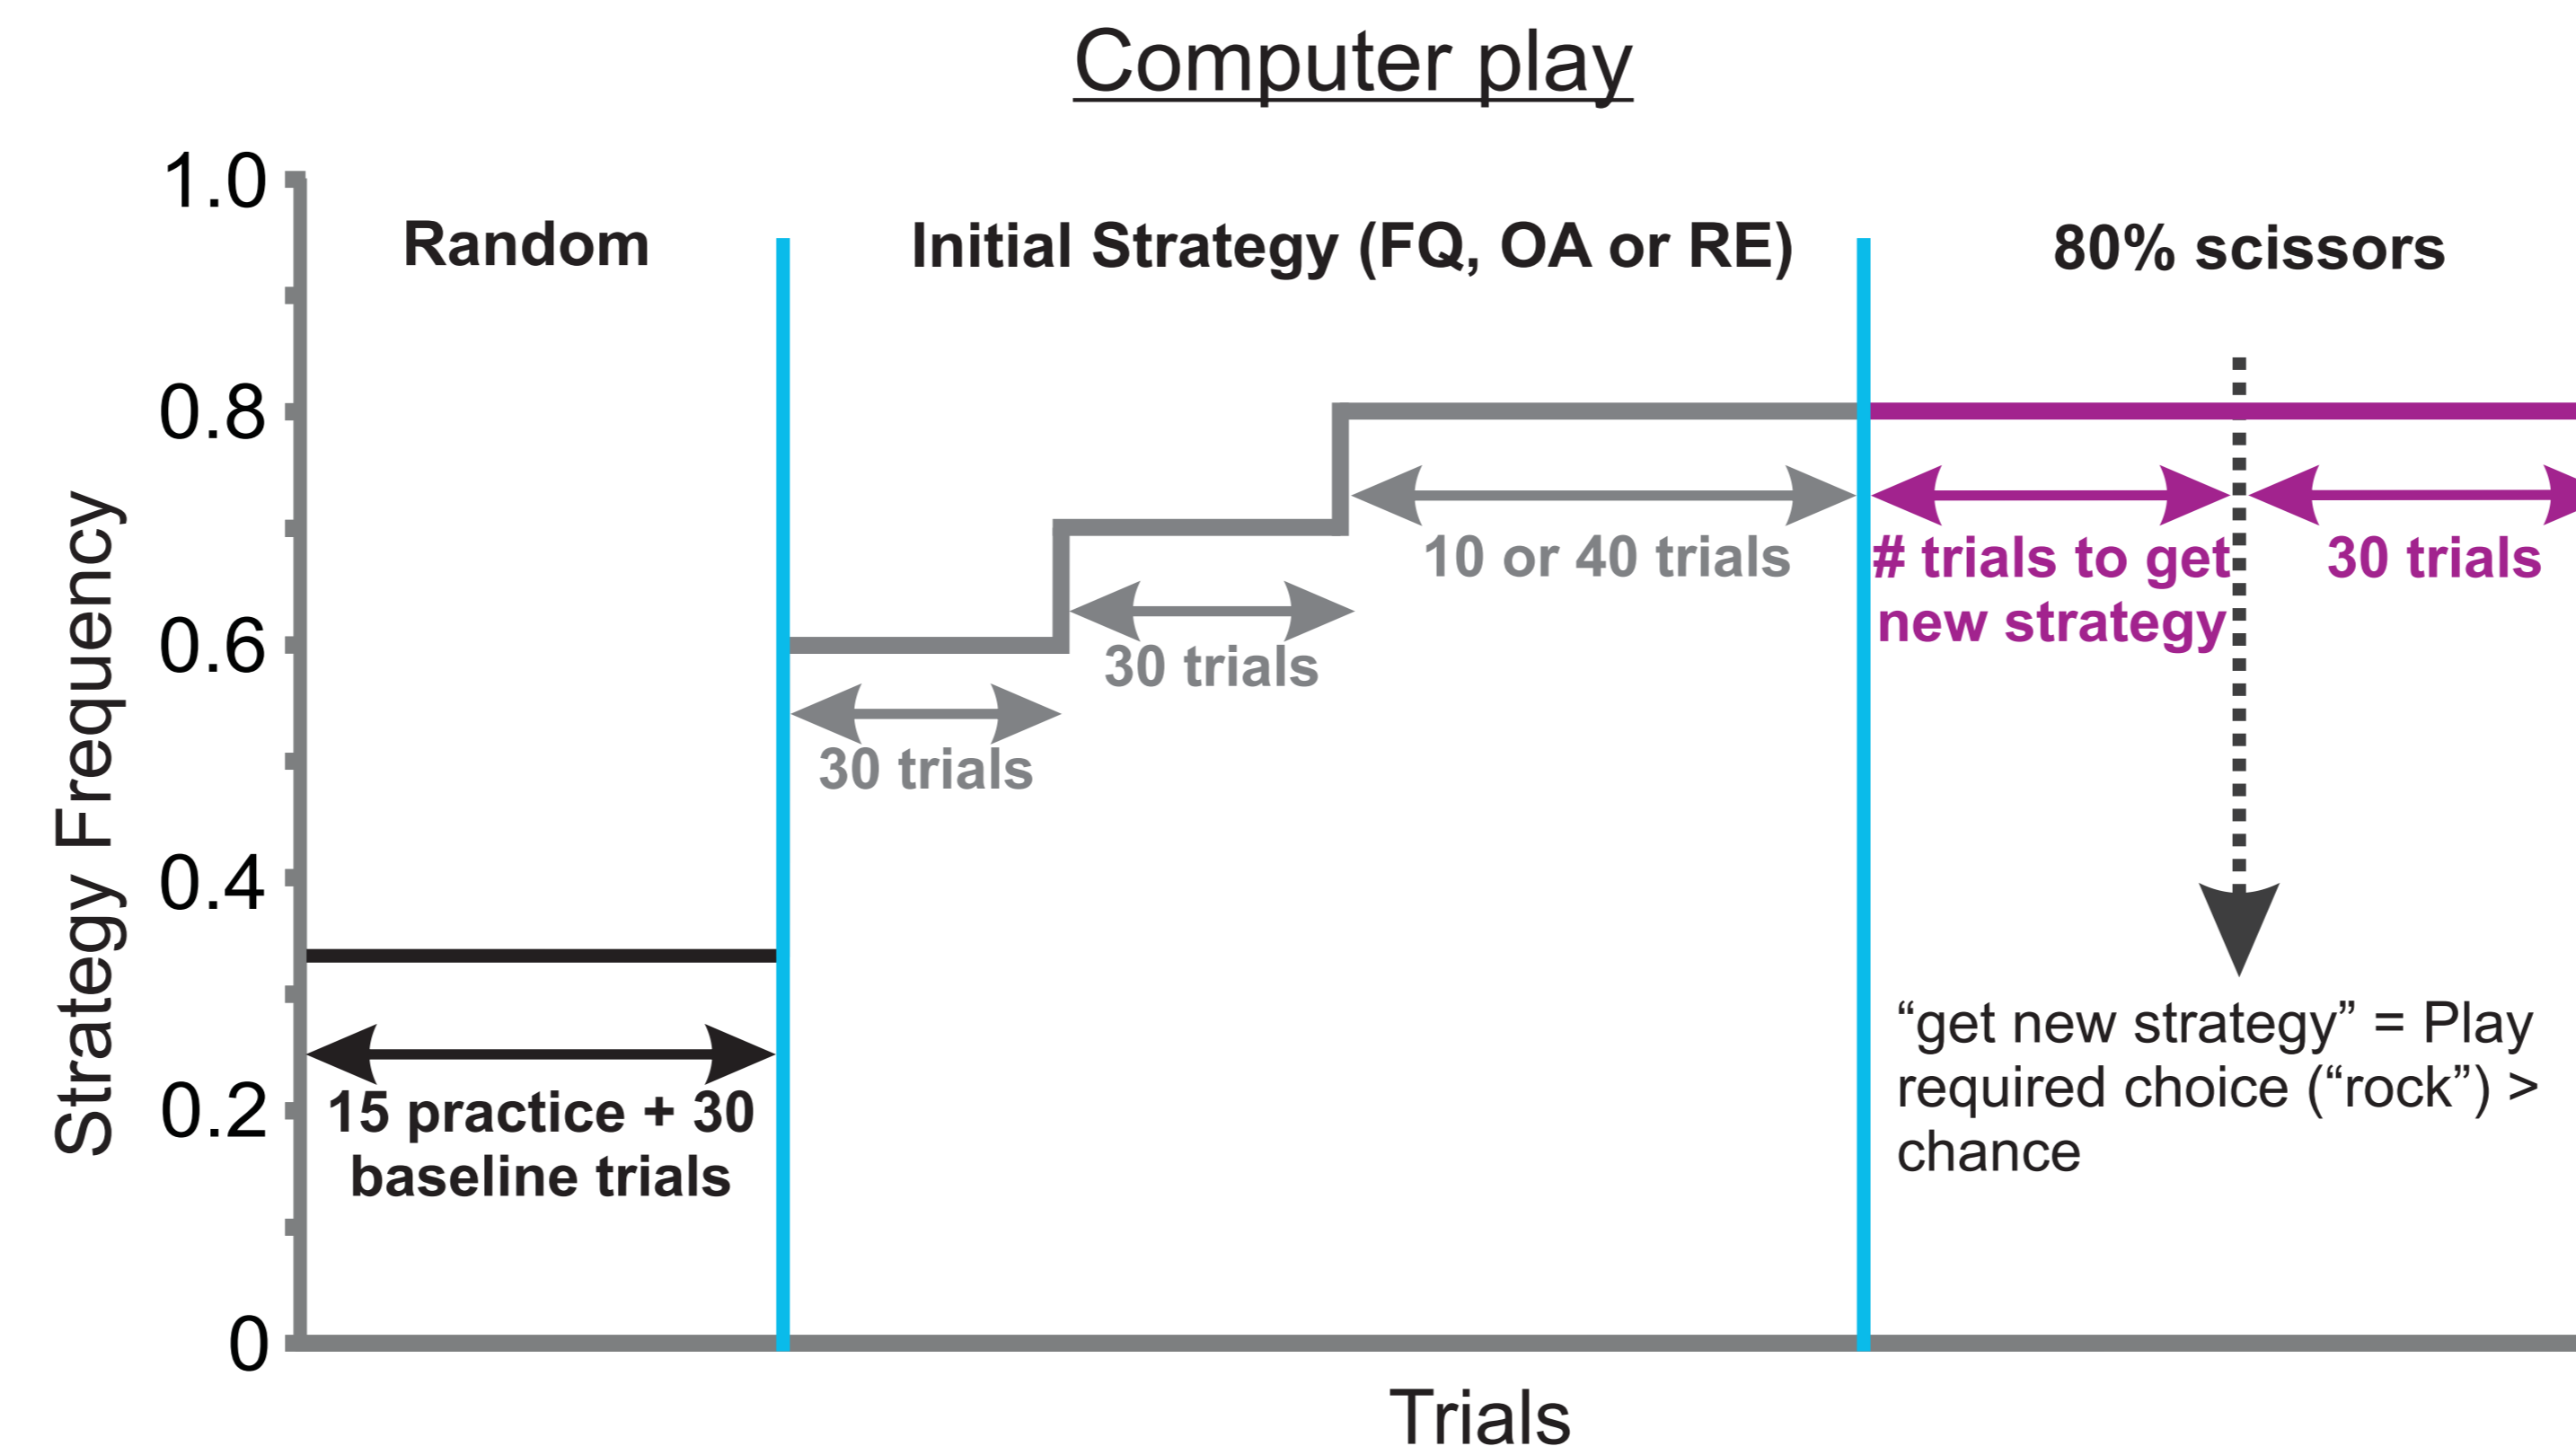 Computer play
1.0
0.8
0.6
0.4
0.2
0
Strategy Frequency
Random
Initial Strategy (FQ, OA or RE)
80% scissors
15 practice + 30
baseline trials
30 trials
30 trials
10 or 40 trials
# trials to get
new strategy
30 trials
“get new strategy” = Play
required choice (“rock”) >
chance
Trials